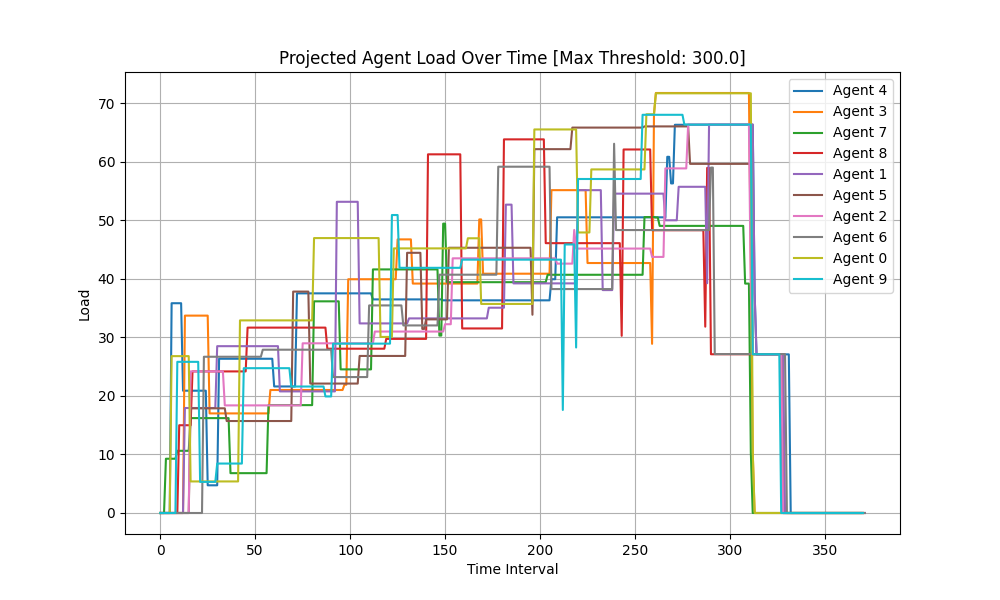 Projected Agent Load Over Time [Max Threshold: 300.0]
Load
70
60
50
40
30
20
10
0
0 50 100 150 200 250 300 350
Time Interval
Agent 4
Agent 3
Agent 7
Agent 8
Agent 1
Agent 5
Agent 2
Agent 6
Agent 0
Agent 9